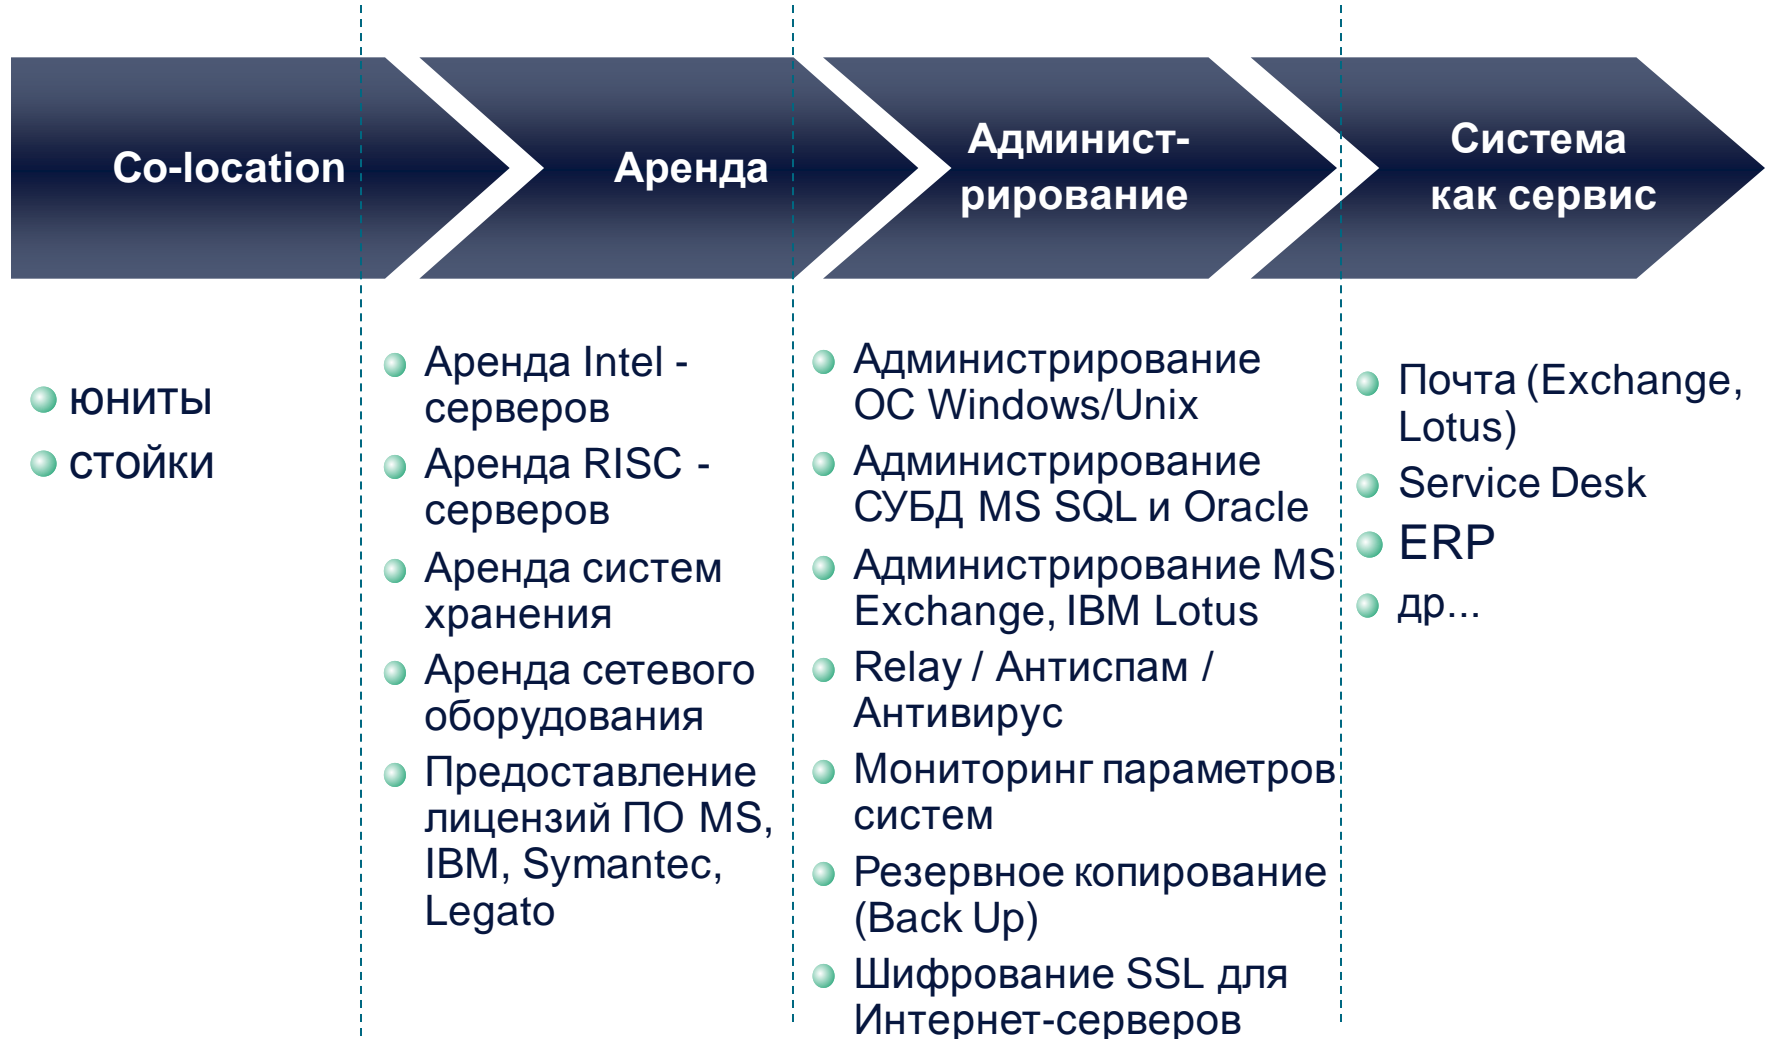 Co-location
Аренда
Админист-
рирование
Система
как сервис
юниты
стойки
Аренда Intel -
серверов
Аренда RISC -
серверов
Аренда систем
хранения
Аренда сетевого
оборудования
Предоставление
лицензий ПО MS,
IBM, Symantec,
Legato
Администрирование
ОС Windows/Unix
Администрирование
СУБД MS SQL и Oracle
Администрирование MS
Exchange, IBM Lotus
Relay / Антиспам /
Антивирус
Мониторинг параметров
систем
Резервное копирование
(Back Up)
Шифрование SSL для
Интернет-серверов
Почта (Exchange,
Lotus)
Service Desk
ERP
др...